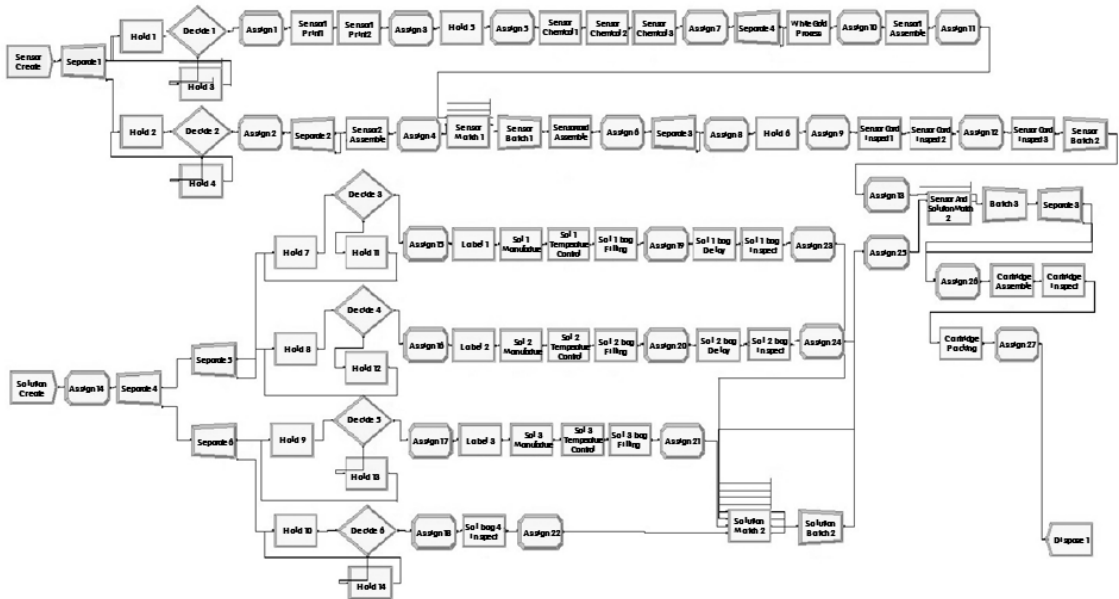 Hold 1
Decide 1
Assign 1
Sensor1
Print1
Sensor1
Print2
Assign 3
Hold 5
Assign 5
Sensor
Chemical 1
Sensor
Chemical 2
Sensor
Chemical 3
Assign 7
Separate 4
White Gold
Process
Assign 10
Sensor1
Assemble
Assign 11
Sensor
Create
Separate 1
Hold 3
Hold 2
Decide 2
Assign 2
Separate 2
Sensor2
Assemble
Assign 4
Sensor
Match 1
Sensor
Batch 1
Sensorcard
Assemble
Assign 6
Separate 3
Assign 8
Hold 6
Assign 9
Sensor Card
Inspect 1
Sensor Card
Inspect 2
Assign 12
Sensor Card
Inspect 3
Sensor
Batch 2
Hold 4
Decide 3
Assign 13
Sensor And
Solution Match
2
Batch 3
Separate 3
Hold 7
Hold 11
Assign 15
Label 1
Sol 1
Manufacture
Sol 1
Temperature
Control
Sol 1 bag
Filling
Assign 19
Sol 1 bag
Delay
Sol 1 bag
Inspect
Assign 23
Assign 25
Assign 26
Cartridge
Assemble
Cartridge
Inspect
Decide 4
Hold 8
Hold 12
Assign 16
Label 2
Sol 2
Manufacture
Sol 2
Temperature
Control
Sol 2 bag
Filling
Assign 20
Sol 2 bag
Delay
Sol 2 bag
Inspect
Assign 24
Cartridge
Packing
Assign 27
Separate 5
Solution
Create
Assign 14
Separate 4
Decide 5
Separate 6
Hold 9
Hold 13
Assign 17
Label 3
Sol 3
Manufacture
Sol 3
Temperature
Control
Sol 3 bag
Filling
Assign 21
Hold 10
Decide 6
Assign 18
Sol bag 4
Inspect
Assign 22
Solution
Match 2
Solution
Batch 2
Dispose 1
Hold 14